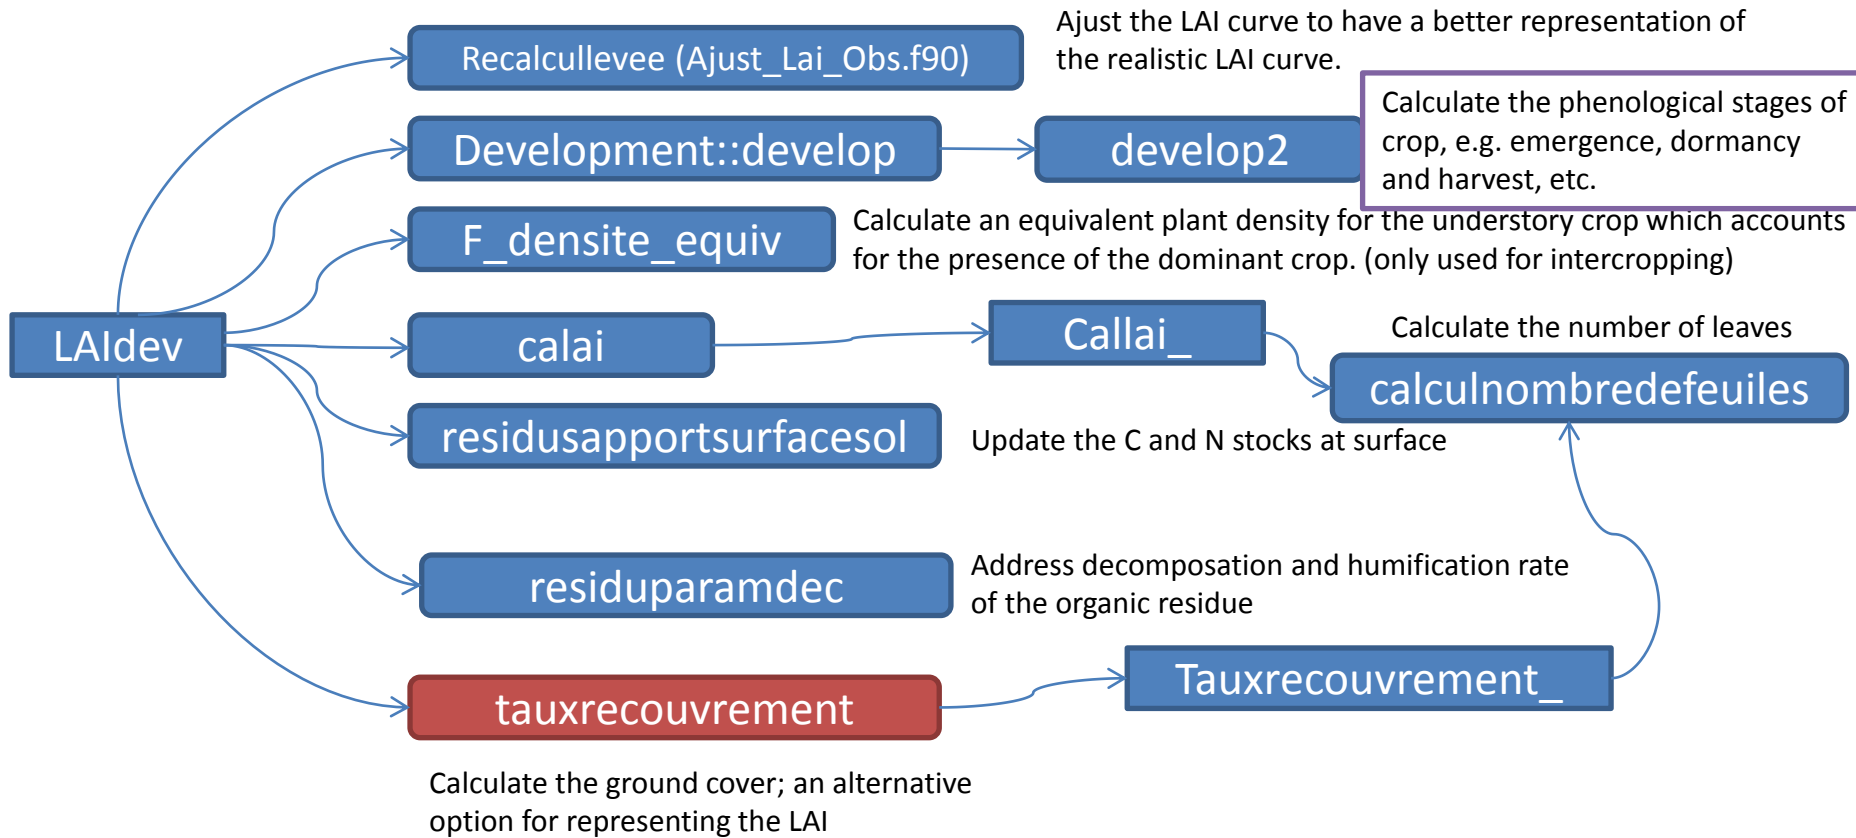 Ajust the LAI curve to have a better representation of
the realistic LAI curve.
Recalcullevee (Ajust_Lai_Obs.f90)
Calculate the phenological stages of
crop, e.g. emergence, dormancy
and harvest, etc.
Development::develop
develop2
F_densite_equiv
Calculate an equivalent plant density for the understory crop which accounts
for the presence of the dominant crop. (only used for intercropping)
LAIdev
calai
Callai_
Calculate the number of leaves
calculnombredefeuiles
residusapportsurfacesol
Update the C and N stocks at surface
residuparamdec
Address decomposation and humification rate
of the organic residue
tauxrecouvrement
Tauxrecouvrement_
Calculate the ground cover; an alternative
option for representing the LAI